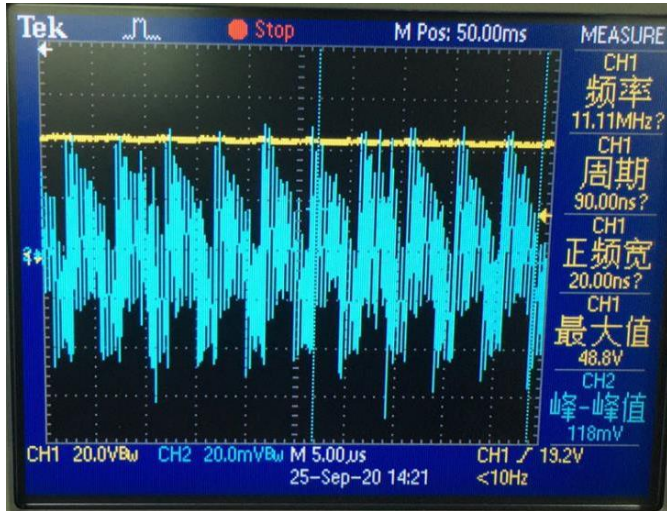 Tek Stop M Pos: 50.00ms MEASURE
CH1
频率
11.11MHz?
CH1
周期
90.00ns?
CH1
正频宽
20.00ns?
CH1
最大值
48.8V
CH2
峰-峰值
118mV
CH1 20.0VBw CH2 20.0mVBw M 5.00µs CH1 / 19.2V
25-Sep-20 14:21 <10Hz